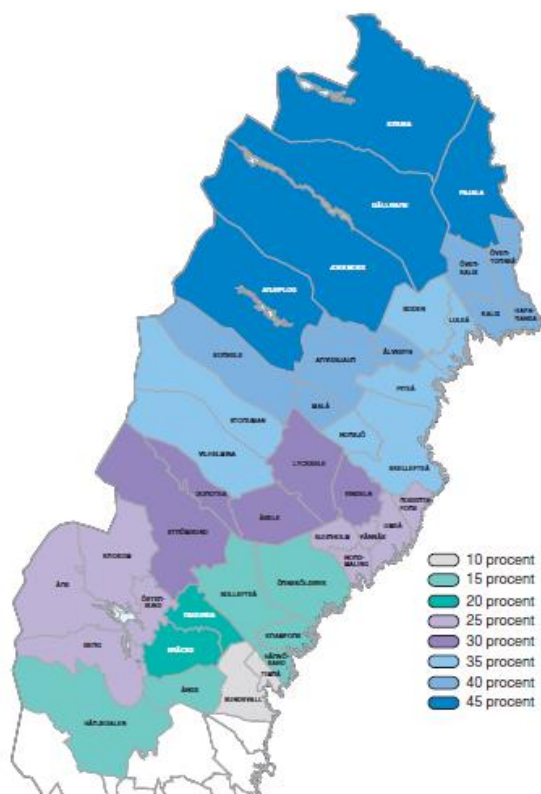 KIRUNA
PAJALA
GÄLLIVARE
JOKKMOKK
ARJEPLOG
ÖVER-
KALIX
ÖVER-
TORNEÅ
BODEN
LULEÅ
KALIX
HAPA-
RANDA
SORSELE
ARVIDSJAUR
ÄLVSBYN
PITEÅ
MALÅ
STORUMAN
NORSJÖ
VILHELMINA
LYCKSELE
SKELLEFTEÅ
DOROTEA
VINDELN
ROBERTS-
FORS
ÅSELE
UMEÅ
STRÖMSUND
BJURHOLM
VÄNNÄS
NORD-
MALING
KROKOM
ÅRE
ÖSTER-
SUND
SOLLEFTEÅ
ÖRNSKÖLDSVIK
RAGUNDA
BERG
BRÄCKE
KRAMFORS
HÄRNÖ-
SAND
TIMRÅ
ÅNGE
SUNDSVALL
HÄRJEDALEN
10 procent
15 procent
20 procent
25 procent
30 procent
35 procent
40 procent
45 procent